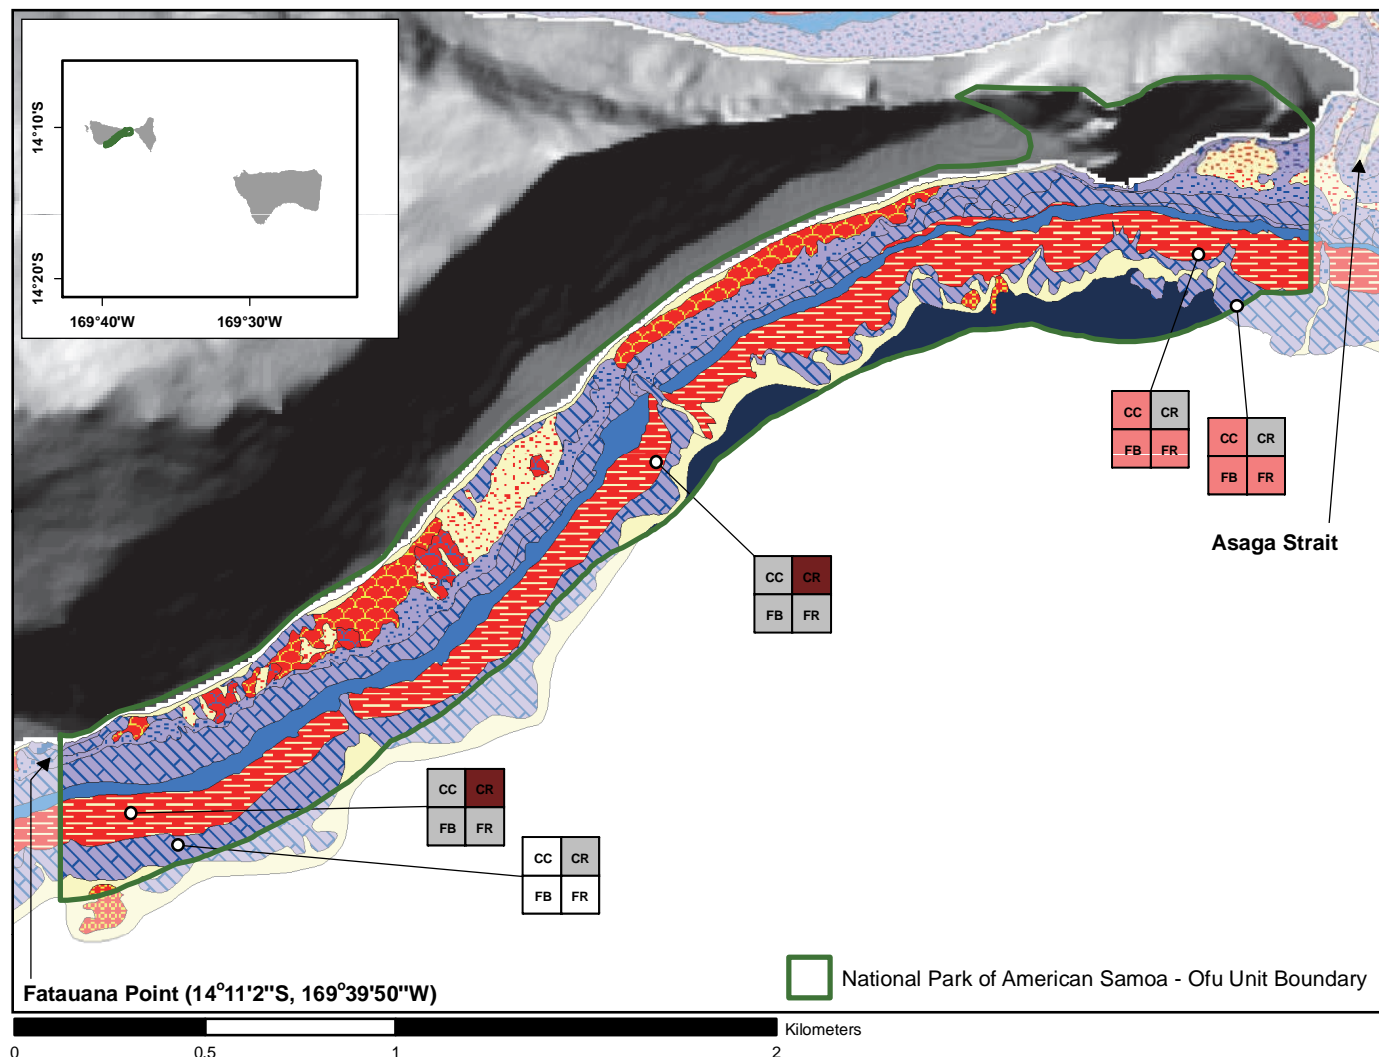 14°10'S
14°20'S
169°40'W
169°30'W
CC CR
FB FR
CC CR
FB FR
Asaga Strait
CC CR
FB FR
CC CR
FB FR
CC CR
FB FR
National Park of American Samoa - Ofu Unit Boundary
Fatauana Point (14°11'2"S, 169°39'50"W)
Kilometers
0 0.5 1 2